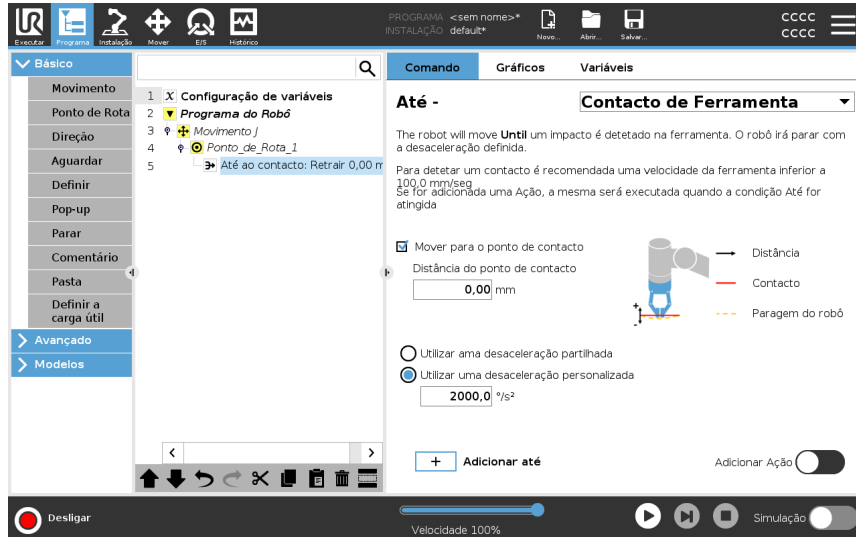 UR
PROGRAMA <sem nome>*
INSTALAÇÃO default*
CCCC
CCCC
Executar Programa Instalação Mover E/S Histórico Novo... Abrir... Salvar...
Básico
Movimento
Ponto de Rota
Direção
Aguardar
Definir
Pop-up
Parar
Comentário
Pasta
Definir a
carga útil
Avançado
Modelos
1 X Configuração de variáveis
2 Programa do Robô
3 Movimento J
4 Ponto_de_Rota_1
5 Até ao contacto: Retrair 0,00 m
Comando Gráficos Variáveis
Até - Contacto de Ferramenta
The robot will move Until um impacto é detetado na ferramenta. O robô irá parar com
a desaceleração definida.
Para detetar um contacto é recomendada uma velocidade da ferramenta inferior a
100,0 mm/seg
Se for adicionada uma Ação, a mesma será executada quando a condição Até for
atingida
Mover para o ponto de contacto
Distância do ponto de contacto
0,00 mm
Distância
Contacto
Paragem do robô
+
-
Utilizar ama desaceleração partilhada
Utilizar uma desaceleração personalizada
2000,0 °/s²
+ Adicionar até
Adicionar Ação
Desligar
Velocidade 100%
Simulação